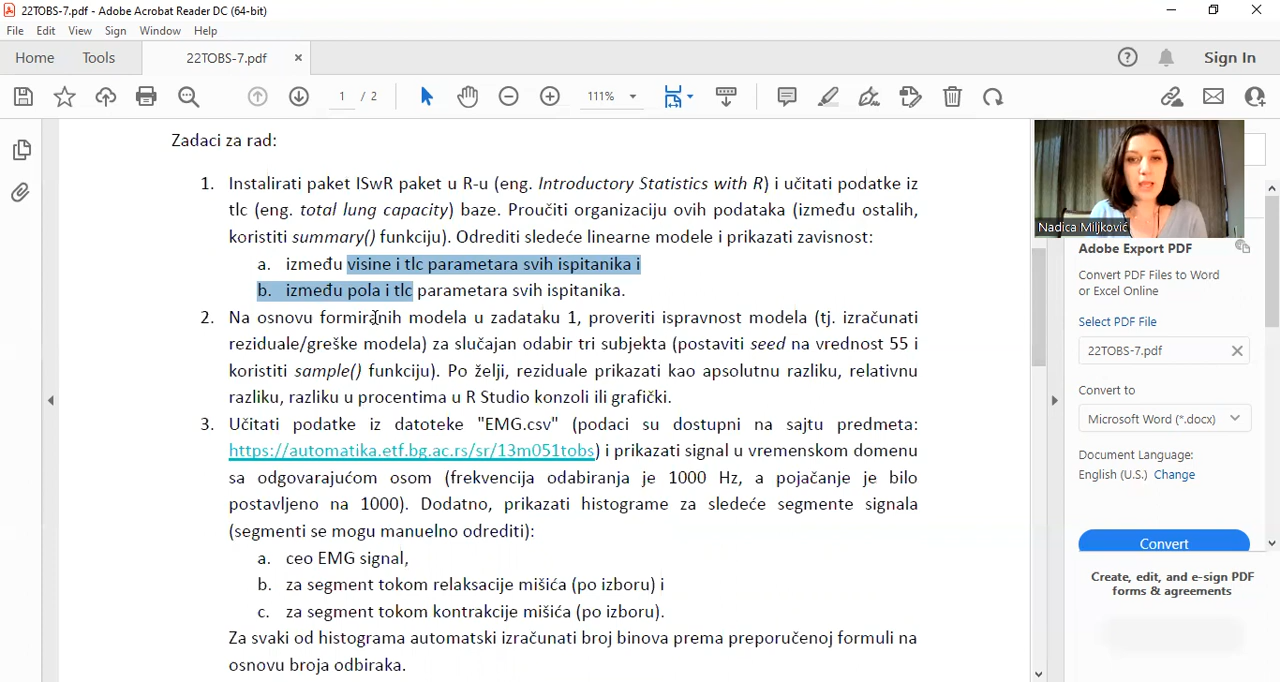 22TOBS-7.pdf - Adobe Acrobat Reader DC (64-bit)
File Edit View Sign Window Help
Home Tools 22TOBS-7.pdf × Sign In
1 / 2 111%
Zadaci za rad:
1. Instalirati paket ISwR paket u R-u (eng. Introductory Statistics with R) i učitati podatke iz
tlc (eng. total lung capacity) baze. Proučiti organizaciju ovih podataka (između ostalih,
koristiti summary() funkciju). Odrediti sledeće linearne modele i prikazati zavisnost:
a. između visine i tlc parametara svih ispitanika i
b. između pola i tlc parametara svih ispitanika.
2. Na osnovu formiranih modela u zadataku 1, proveriti ispravnost modela (tj. izračunati
reziduale/greške modela) za slučajan odabir tri subjekta (postaviti seed na vrednost 55 i
koristiti sample() funkciju). Po želji, reziduale prikazati kao apsolutnu razliku, relativnu
razliku, razliku u procentima u R Studio konzoli ili grafički.
3. Učitati podatke iz datoteke "EMG.csv" (podaci su dostupni na sajtu predmeta:
https://automatika.etf.bg.ac.rs/sr/13m051tobs) i prikazati signal u vremenskom domenu
sa odgovarajućom osom (frekvencija odabiranja je 1000 Hz, a pojačanje je bilo
postavljeno na 1000). Dodatno, prikazati histograme za sledeće segmente signala
(segmenti se mogu manuelno odrediti):
a. ceo EMG signal,
b. za segment tokom relaksacije mišića (po izboru) i
c. za segment tokom kontrakcije mišića (po izboru).
Za svaki od histograma automatski izračunati broj binova prema preporučenoj formuli na
osnovu broja odbiraka.
Nadica Miljković
Adobe Export PDF
Convert PDF Files to Word
or Excel Online
Select PDF File
22TOBS-7.pdf
Convert to
Microsoft Word (*.docx)
Document Language:
English (U.S.) Change
Convert
Create, edit, and e-sign PDF
forms & agreements